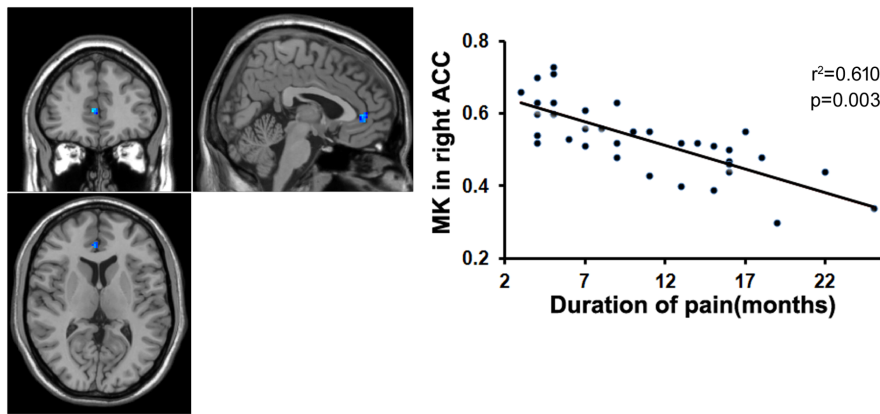 0.8
0.6
0.4
0.2
MK in right ACC
r²=0.610
p=0.003
2 7 12 17 22
Duration of pain(months)